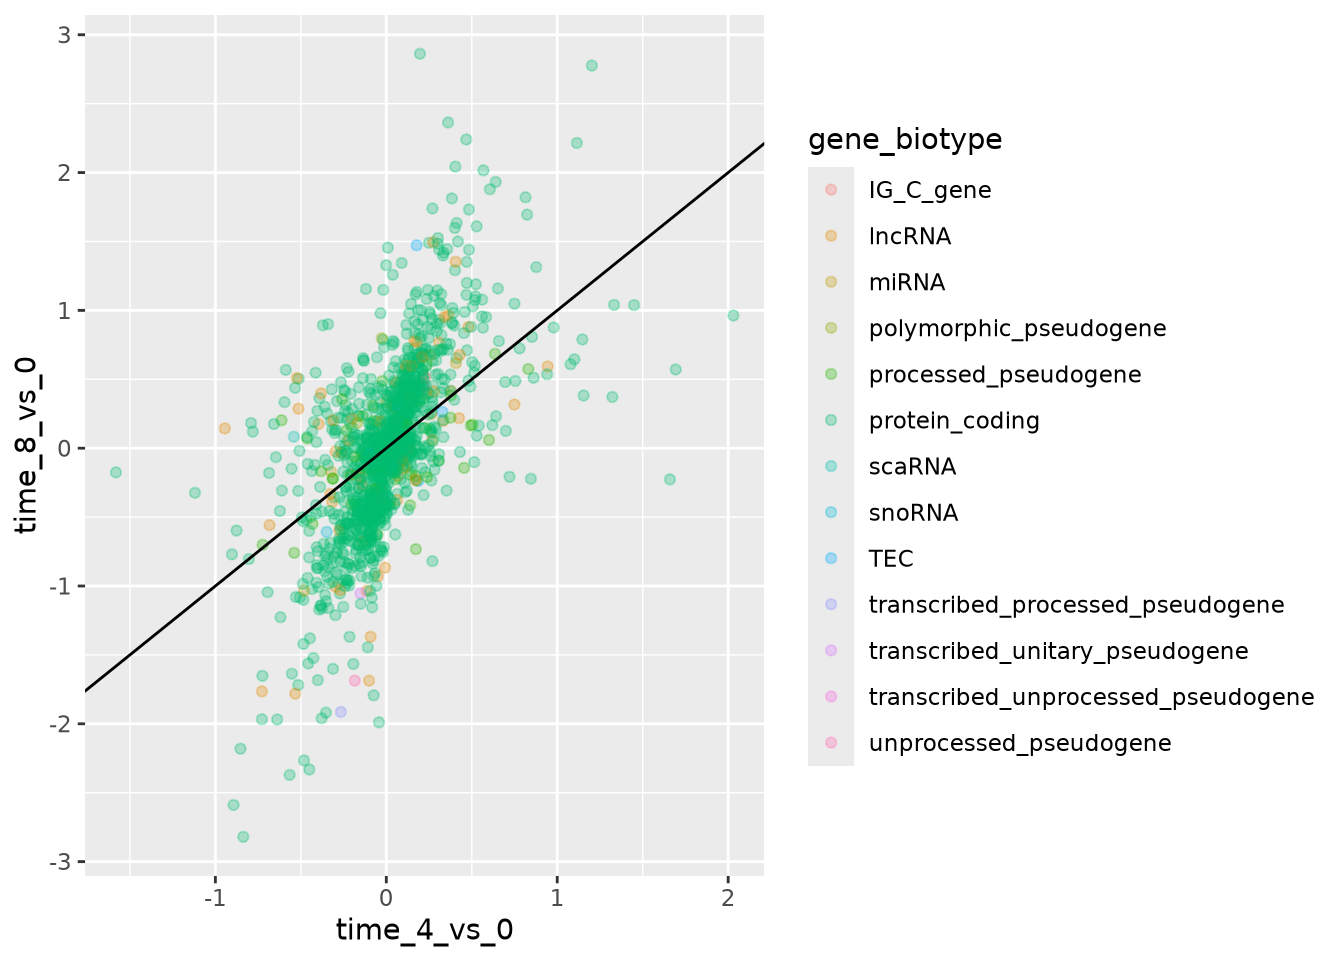 3
2
1
0
-1
-2
-3
time_8_vs_0
-1
0
1
2
time_4_vs_0
gene_biotype
IG_C_gene
lncRNA
miRNA
polymorphic_pseudogene
processed_pseudogene
protein_coding
scaRNA
snoRNA
TEC
transcribed_processed_pseudogene
transcribed_unitary_pseudogene
transcribed_unprocessed_pseudogene
unprocessed_pseudogene